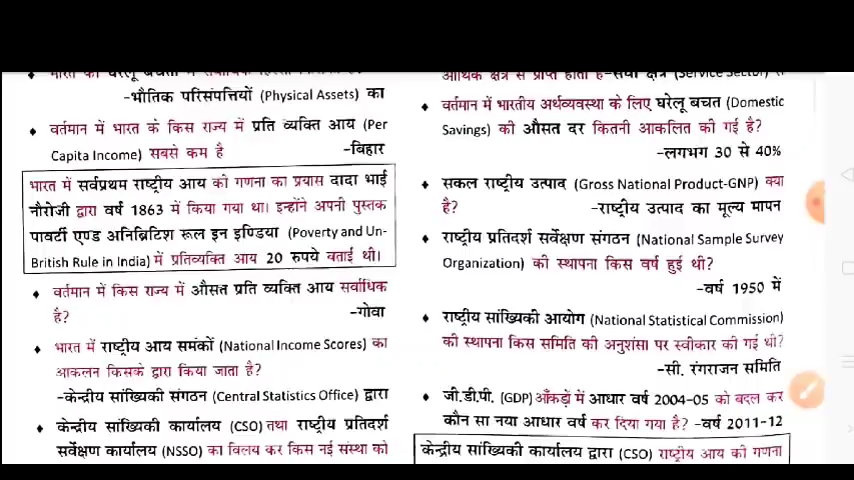 -भौतिक परिसंपत्तियों (Physical Assets) का
♦ वर्तमान में भारत के किस राज्य में प्रति व्यक्ति आय (Per
Capita Income) सबसे कम है -विहार
भारत में सर्वप्रथम राष्ट्रीय आय की गणना का प्रयास दादा भाई
नौरोजी द्वारा वर्ष 1863 में किया गया था। इन्होंने अपनी पुस्तक
पावर्टी एण्ड अनिब्रिटिश रूल इन इण्डिया (Poverty and Un-
British Rule in India) में प्रतिव्यक्ति आय 20 रुपये बताई थी।
♦ वर्तमान में किस राज्य में औसत प्रति व्यक्ति आय सर्वाधिक
है? -गोवा
♦ भारत में राष्ट्रीय आय समंकों (National Income Scores) का
आकलन किसके द्वारा किया जाता है?
-केन्द्रीय सांख्यिकी संगठन (Central Statistics Office) द्वारा
♦ केन्द्रीय सांख्यिकी कार्यालय (CSO) तथा राष्ट्रीय प्रतिदर्श
सर्वेक्षण कार्यालय (NSSO) का विलय कर किस नई संस्था को
आर्थिक क्षेत्र से प्राप्त होता है-सेवा क्षेत्र (Service Sector) से
♦ वर्तमान में भारतीय अर्थव्यवस्था के लिए घरेलू बचत (Domestic
Savings) की औसत दर कितनी आकलित की गई है?
-लगभग 30 से 40%
♦ सकल राष्ट्रीय उत्पाद (Gross National Product-GNP) क्या
है? -राष्ट्रीय उत्पाद का मूल्य मापन
♦ राष्ट्रीय प्रतिदर्श सर्वेक्षण संगठन (National Sample Survey
Organization) की स्थापना किस वर्ष हुई थी?
-वर्ष 1950 में
♦ राष्ट्रीय सांख्यिकी आयोग (National Statistical Commission)
की स्थापना किस समिति की अनुशंसा पर स्वीकार की गई थी?
-सी. रंगराजन समिति
♦ जी.डी.पी. (GDP) आँकड़ों में आधार वर्ष 2004-05 को बदल कर
कौन सा नया आधार वर्ष कर दिया गया है? -वर्ष 2011-12
केन्द्रीय सांख्यिकी कार्यालय द्वारा (CSO) राष्ट्रीय आय की गणना